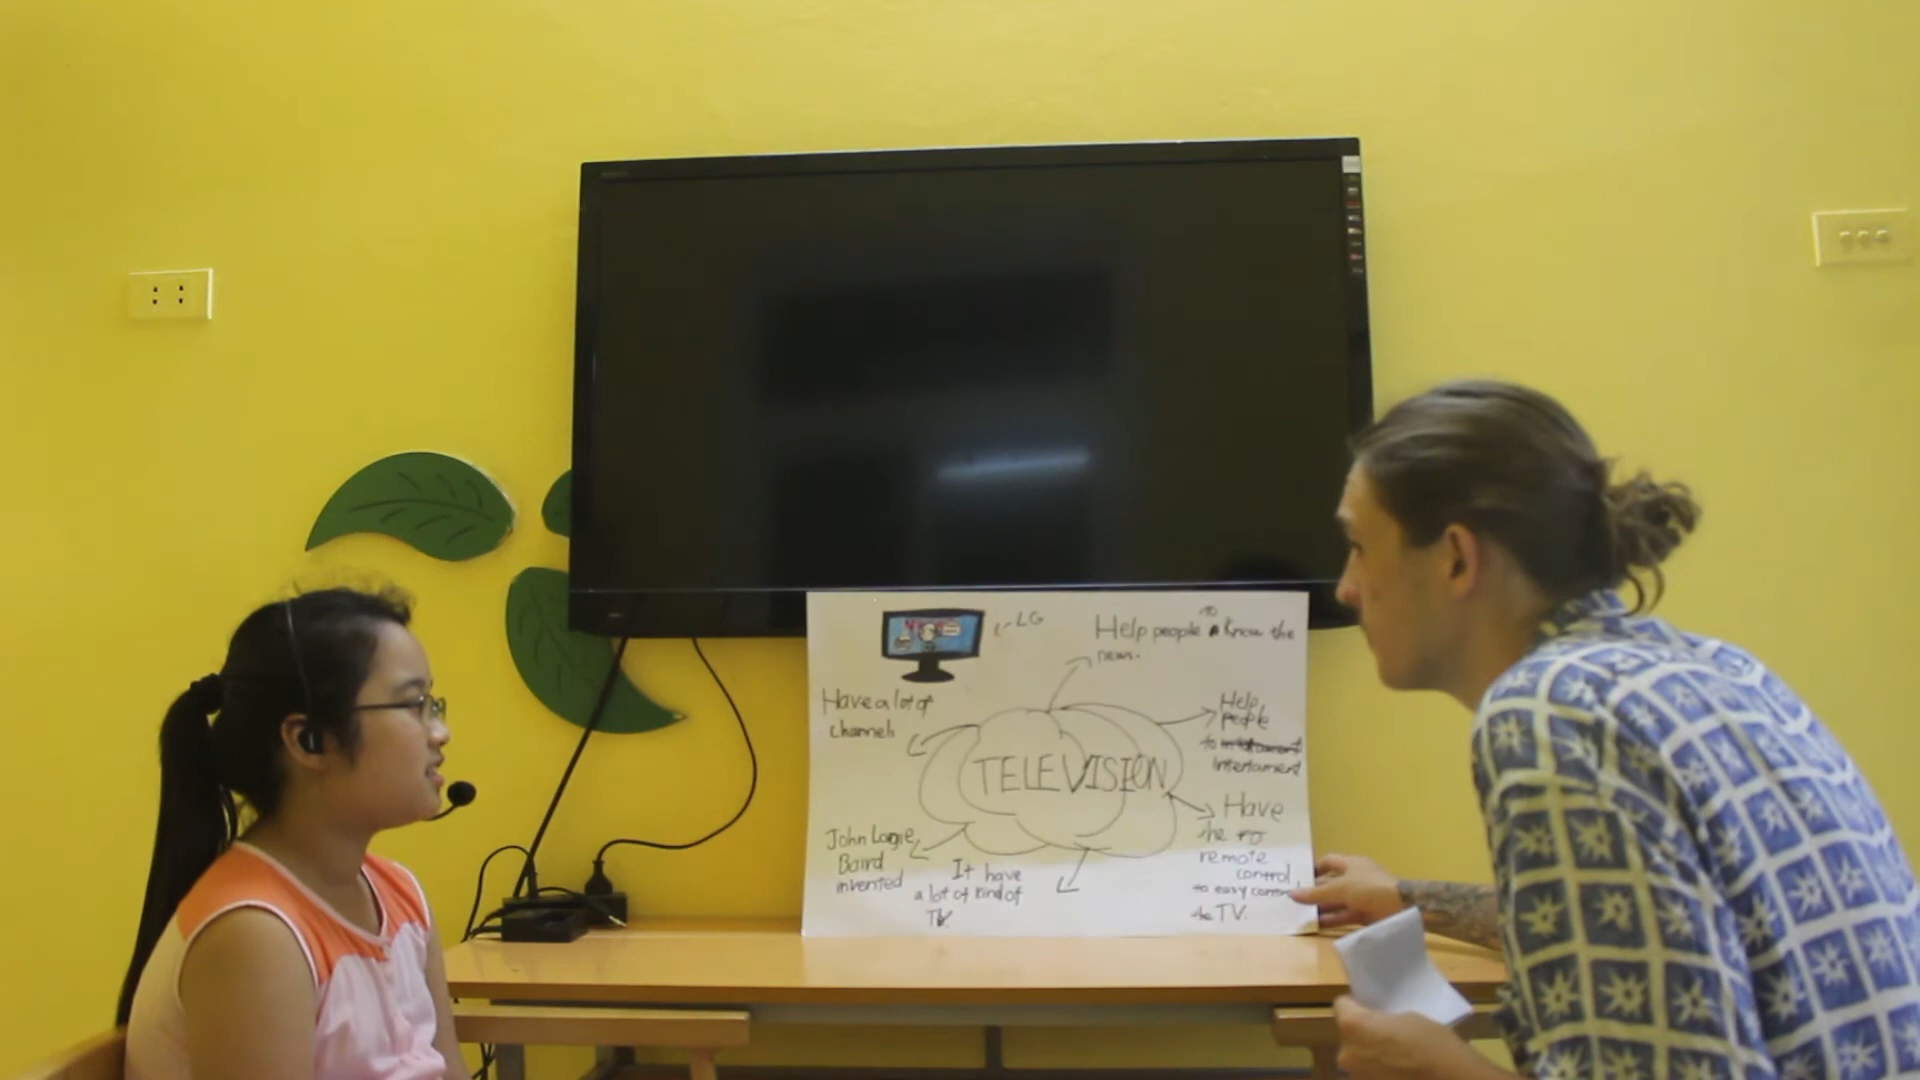 LG
Help people to Know the
news.
Have a lot of
channels
Help
people
to
intertament
TELEVISION
Have
the
remote
control
to easy control
the TV.
John Logie
Baird
invented
It have
a lot of kind of
TV